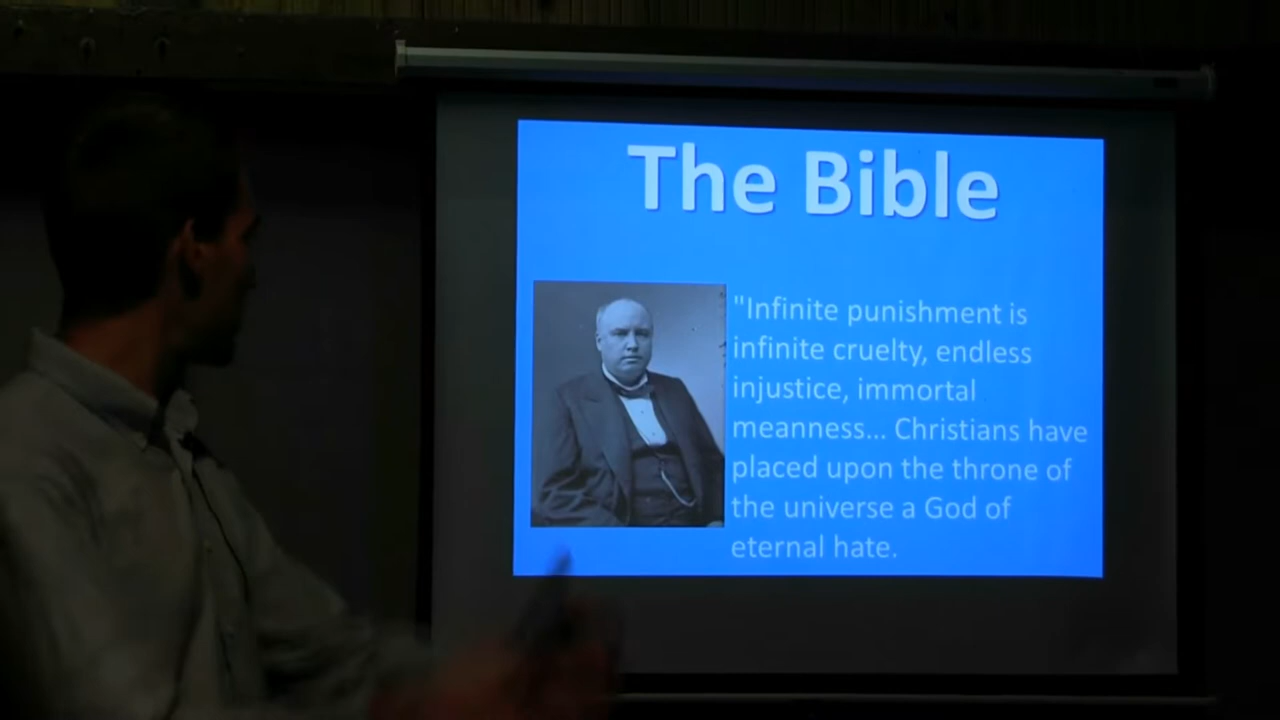 The Bible
"Infinite punishment is
infinite cruelty, endless
injustice, immortal
meanness... Christians have
placed upon the throne of
the universe a God of
eternal hate.